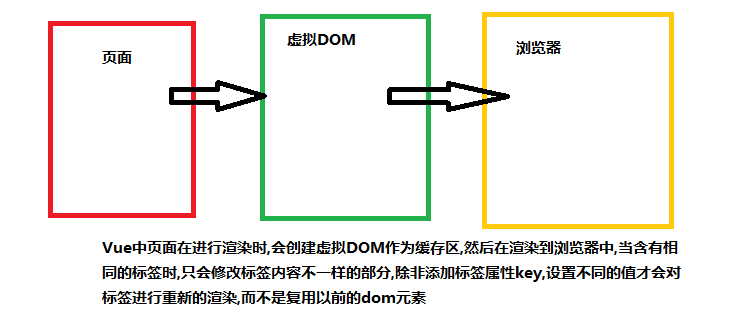 页面
虚拟DOM
浏览器
Vue中页面在进行渲染时,会创建虚拟DOM作为缓存区,然后在渲染到浏览器中,当含有相
同的标签时,只会修改标签内容不一样的部分,除非添加标签属性key,设置不同的值才会对
标签进行重新的渲染,而不是复用以前的dom元素